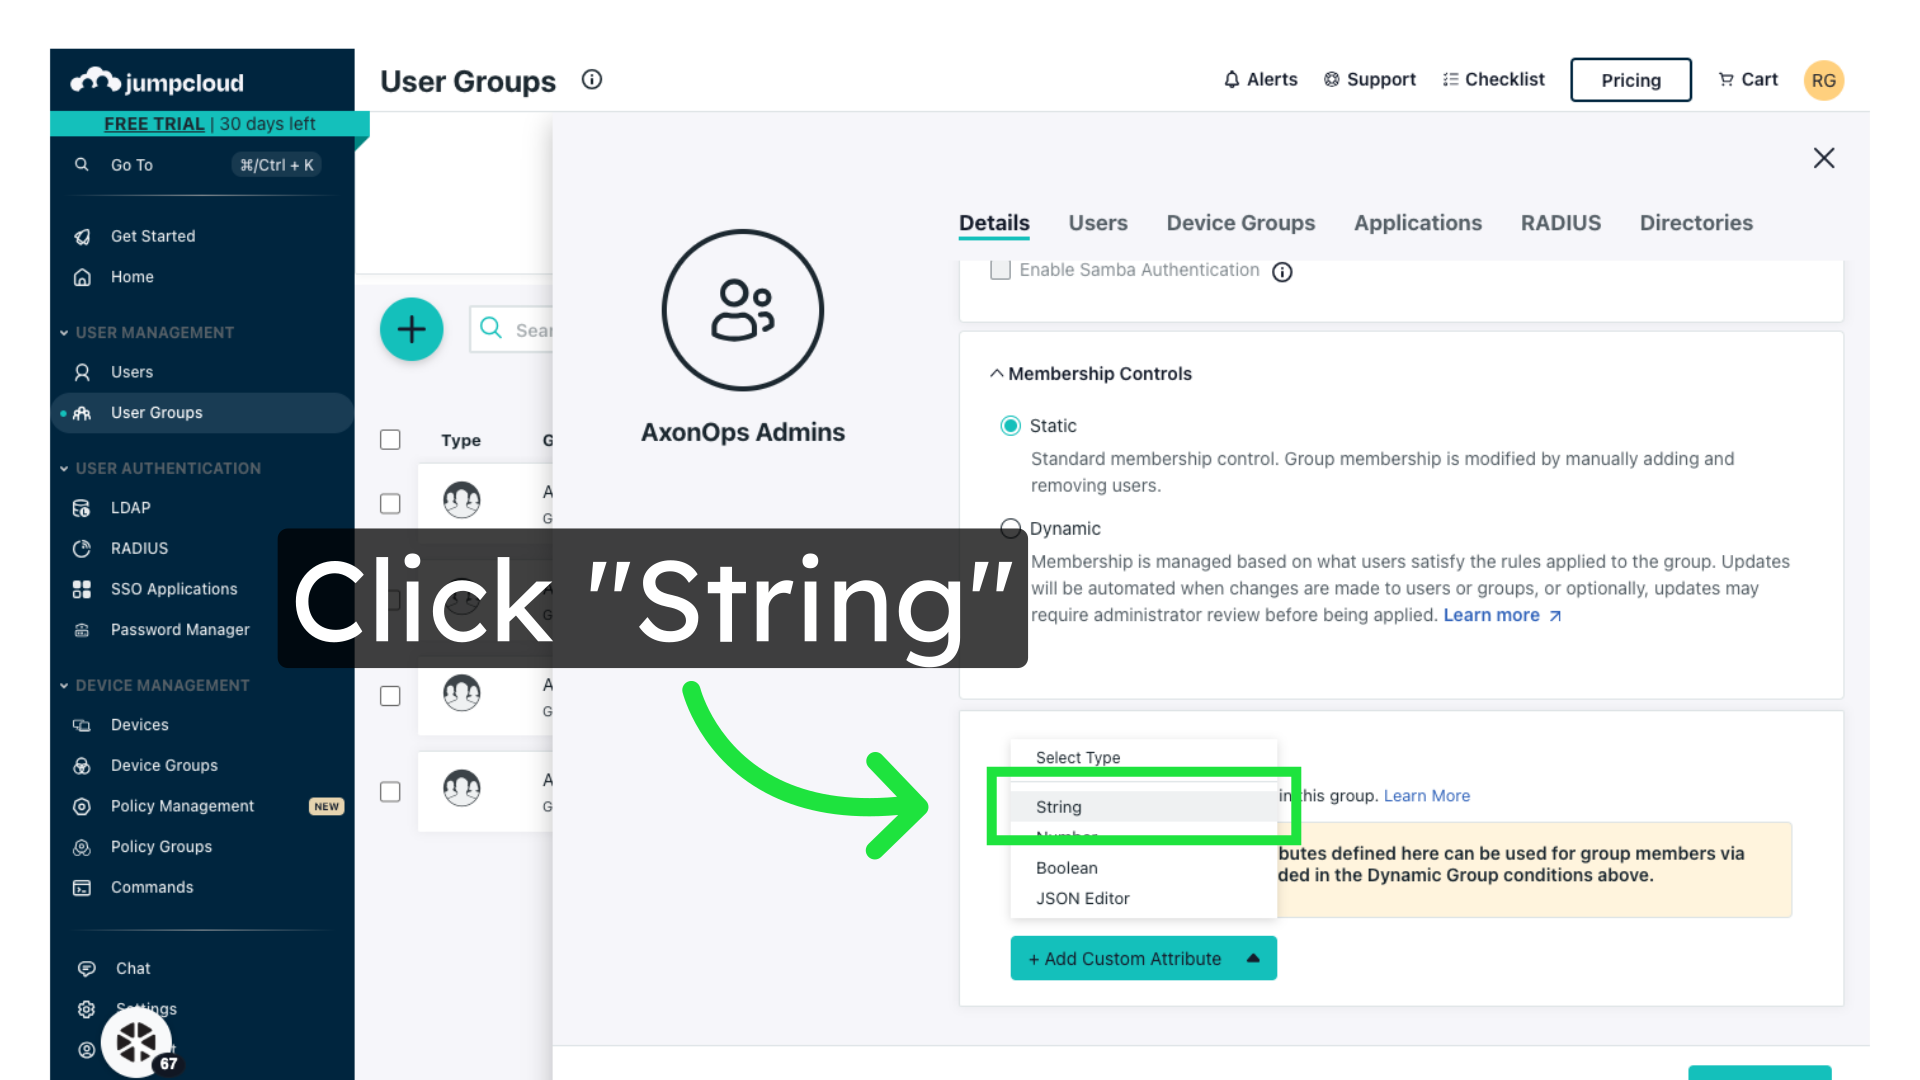 jumpcloud
FREE TRIAL | 30 days left
Go To
⌘/Ctrl + K
Get Started
Home
USER MANAGEMENT
Users
User Groups
USER AUTHENTICATION
LDAP
RADIUS
SSO Applications
Password Manager
DEVICE MANAGEMENT
Devices
Device Groups
Policy Management
NEW
Policy Groups
Commands
Chat
Settings
67
User Groups
Alerts
Support
Checklist
Pricing
Cart
RG
Type
AxonOps Admins
Details
Users
Device Groups
Applications
RADIUS
Directories
Enable Samba Authentication
Membership Controls
Static
Standard membership control. Group membership is modified by manually adding and
removing users.
Dynamic
Membership is managed based on what users satisfy the rules applied to the group. Updates
will be automated when changes are made to users or groups, or optionally, updates may
require administrator review before being applied. Learn more
Click "String"
Select Type
String
Number
Boolean
JSON Editor
in this group. Learn More
butes defined here can be used for group members via
ded in the Dynamic Group conditions above.
+ Add Custom Attribute